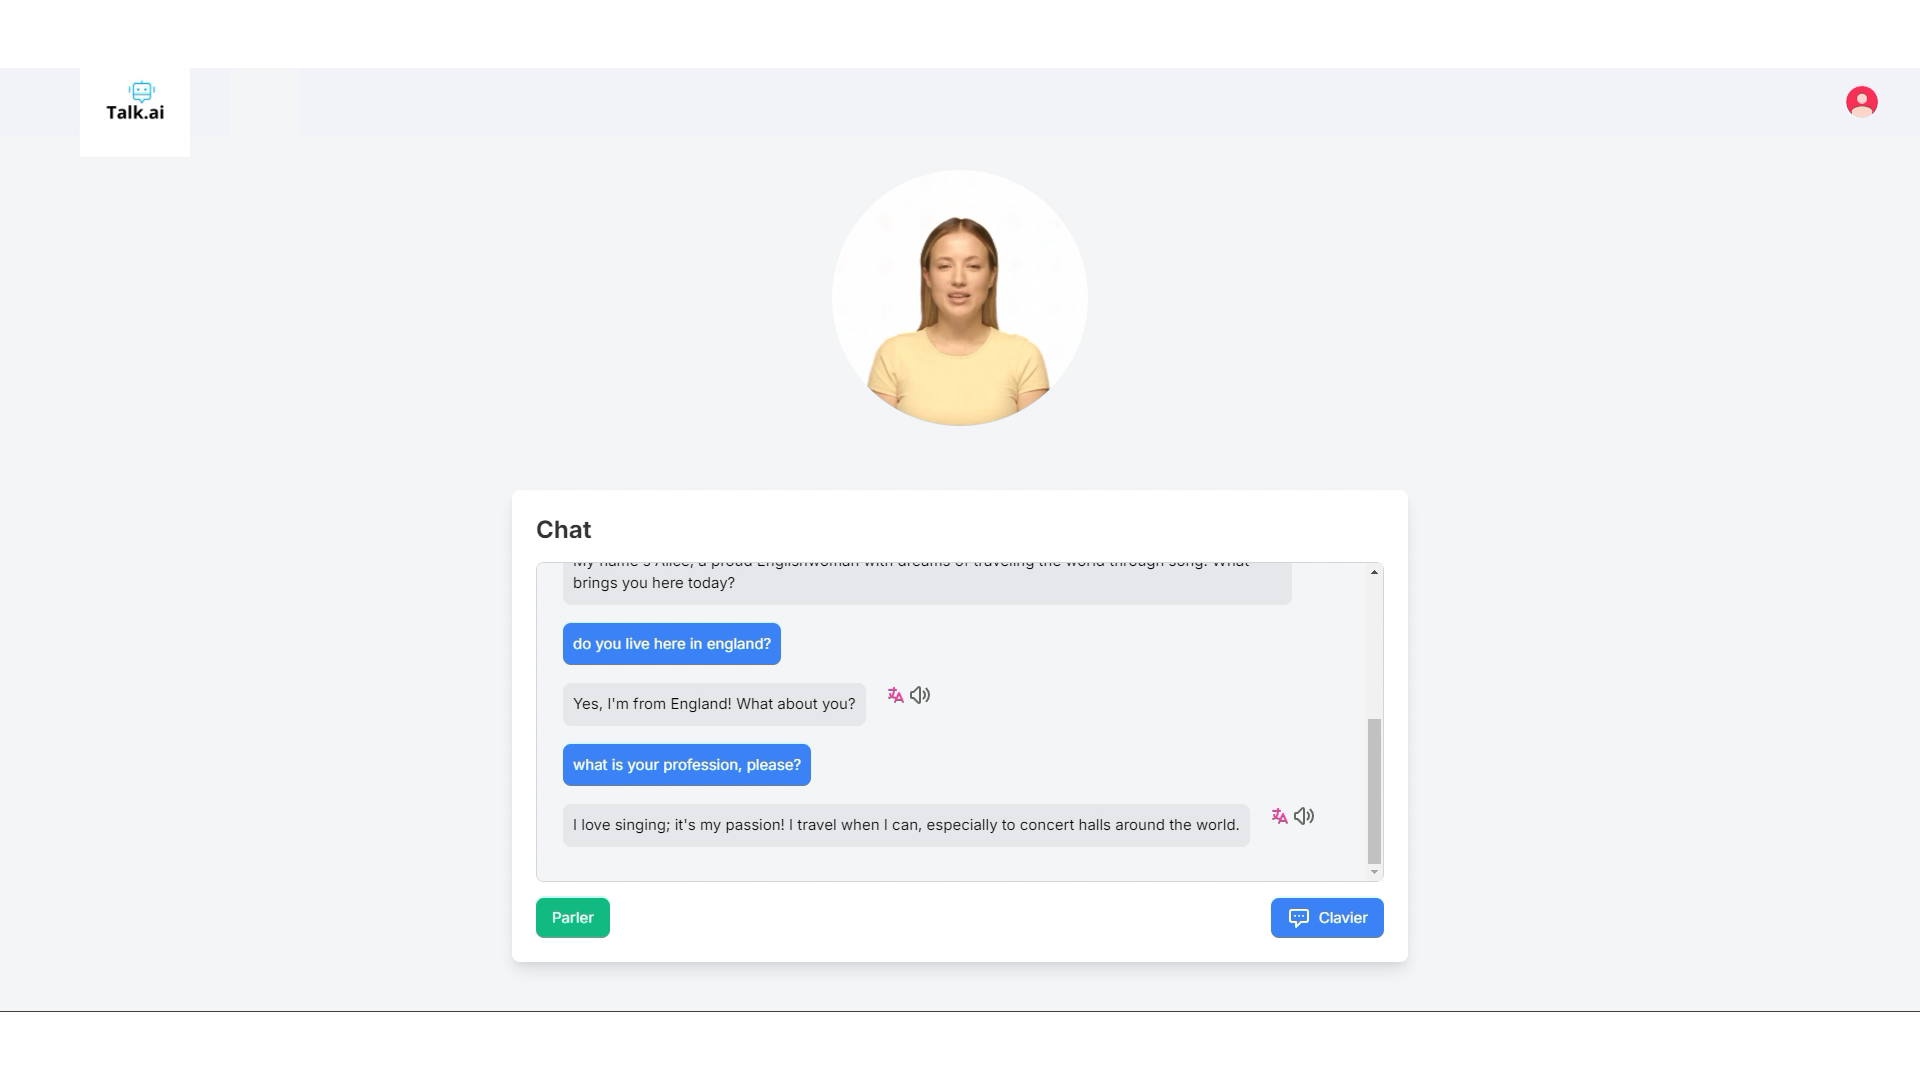 Talk.ai
Chat
My name's Alice, a proud Englishwoman with dreams of traveling the world through song. What
brings you here today?
do you live here in england?
Yes, I'm from England! What about you?
what is your profession, please?
I love singing; it's my passion! I travel when I can, especially to concert halls around the world.
Parler
Clavier